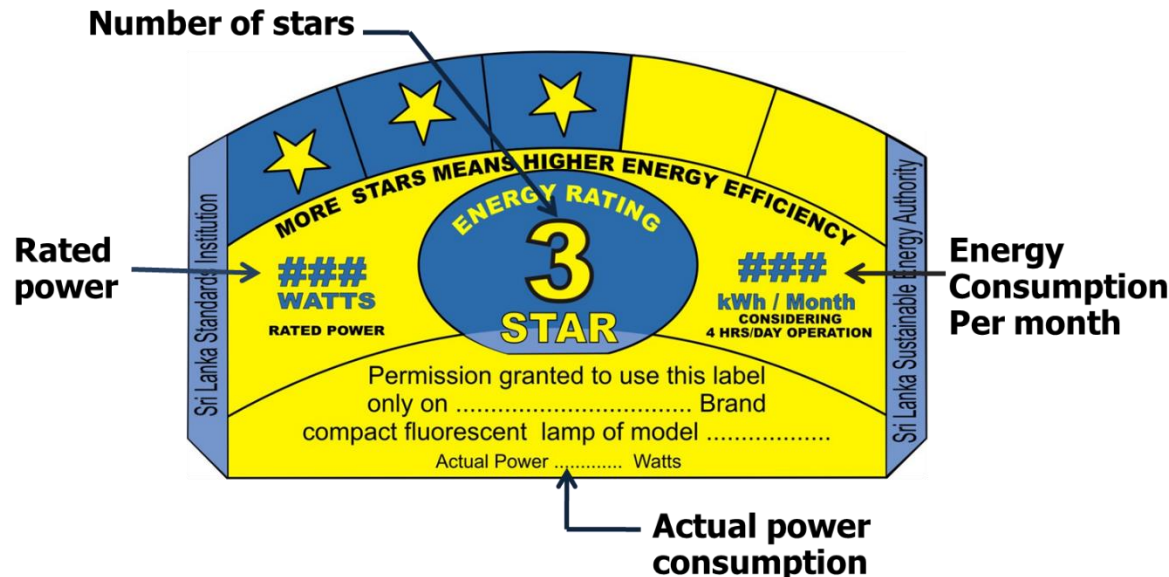 Number of stars
MORE STARS MEANS HIGHER ENERGY EFFICIENCY
ENERGY RATING
3
STAR
Sri Lanka Standards Institution
Sri Lanka Sustainable Energy Authority
Rated
power
###
WATTS
RATED POWER
###
kWh / Month
CONSIDERING
4 HRS/DAY OPERATION
Energy
Consumption
Per month
Permission granted to use this label
only on .................................. Brand
compact fluorescent lamp of model ..................
Actual Power ............. Watts
Actual power
consumption